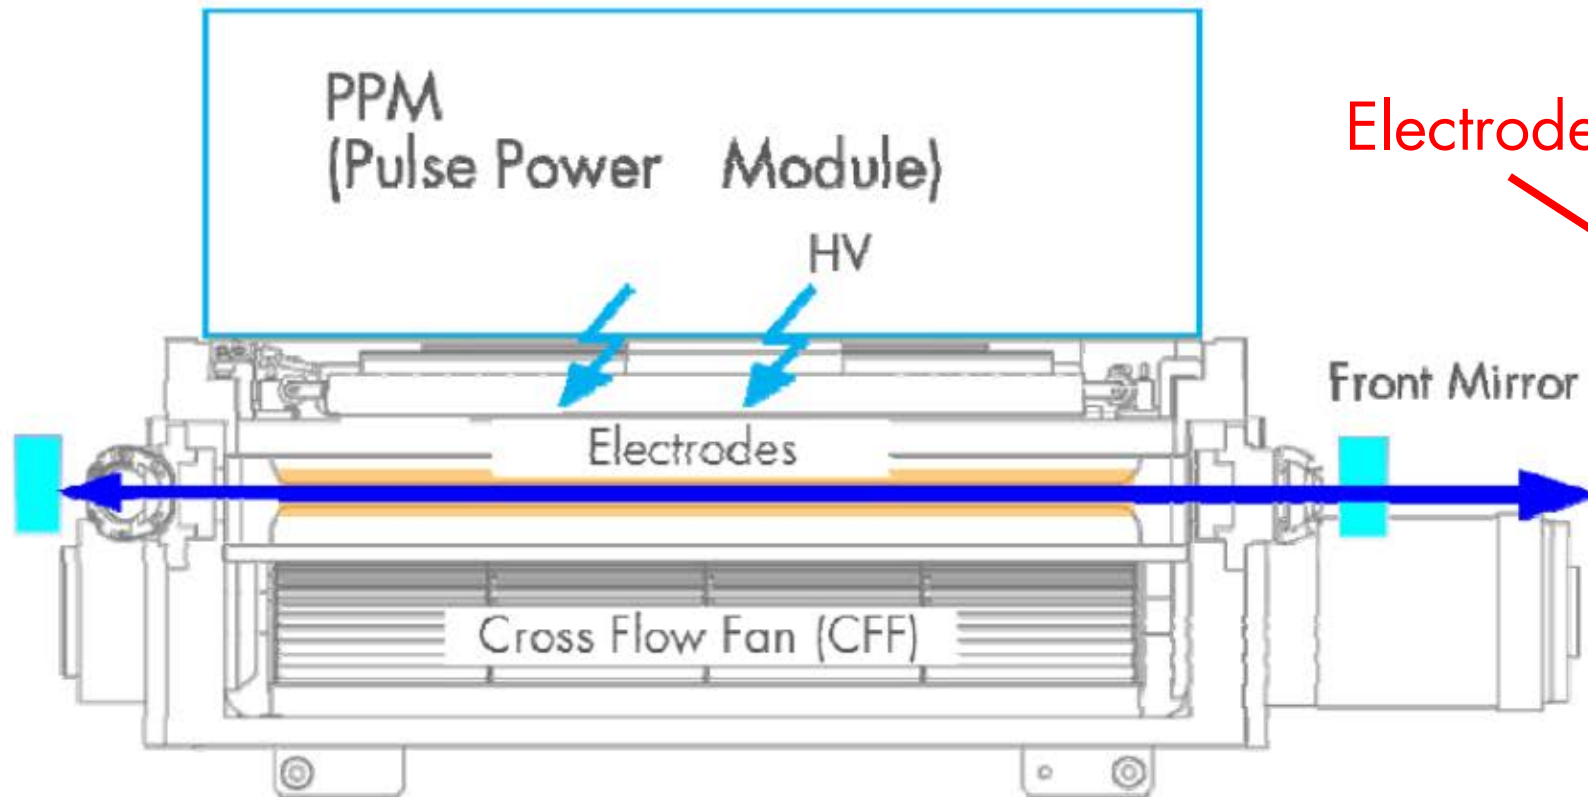 PPM
(Pulse Power Module)
HV
Electrode
Front Mirror
Electrodes
Cross Flow Fan (CFF)